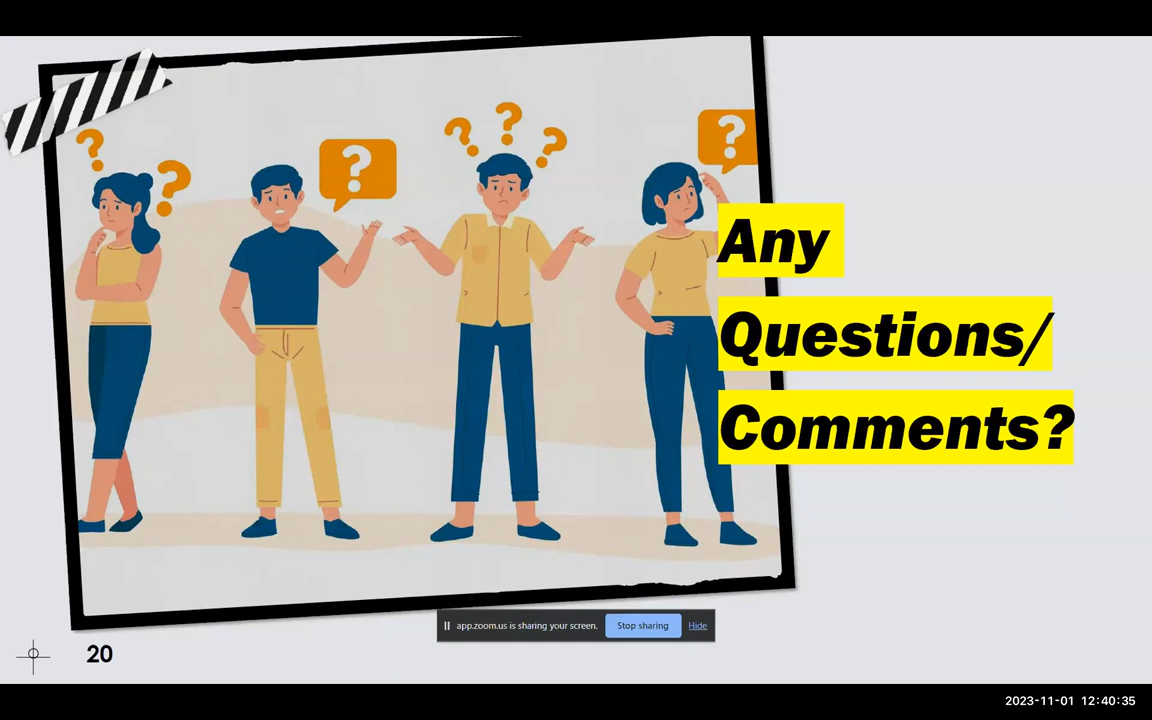 ?
?
?
?
?
?
?
Any
Questions/
Comments?
app.zoom.us is sharing your screen.
Stop sharing
Hide
20
2023-11-01 12:40:35